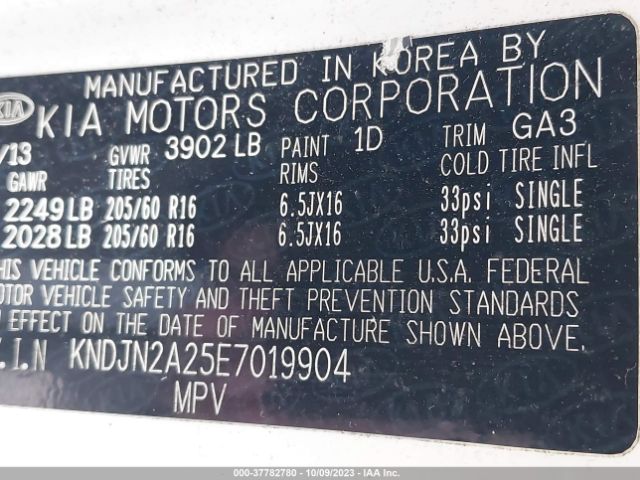 MANUFACTURED IN KOREA BY
KIA KIA MOTORS CORPORATION
/13 GVWR 3902 LB PAINT 1D TRIM GA3
GAWR TIRES RIMS COLD TIRE INFL
2249 LB 205/60 R16 6.5JX16 33psi SINGLE
2028 LB 205/60 R16 6.5JX16 33psi SINGLE
HIS VEHICLE CONFORMS TO ALL APPLICABLE U.S.A. FEDERAL
OTOR VEHICLE SAFETY AND THEFT PREVENTION STANDARDS
EFFECT ON THE DATE OF MANUFACTURE SHOWN ABOVE.
.I.N KNDJN2A25E7019904
MPV
000-37782780 - 10/09/2023 - IAA Inc.